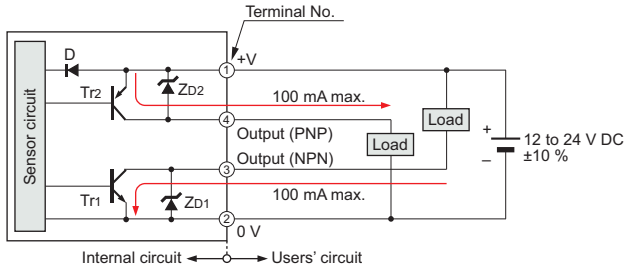 Terminal No.
D
1
+V
Tr2
ZD2
100 mA max.
Sensor circuit
4
Load
Output (PNP)
Load
+
12 to 24 V DC
±10 %
–
Output (NPN)
3
Tr1
ZD1
100 mA max.
2
0 V
Internal circuit
Users' circuit